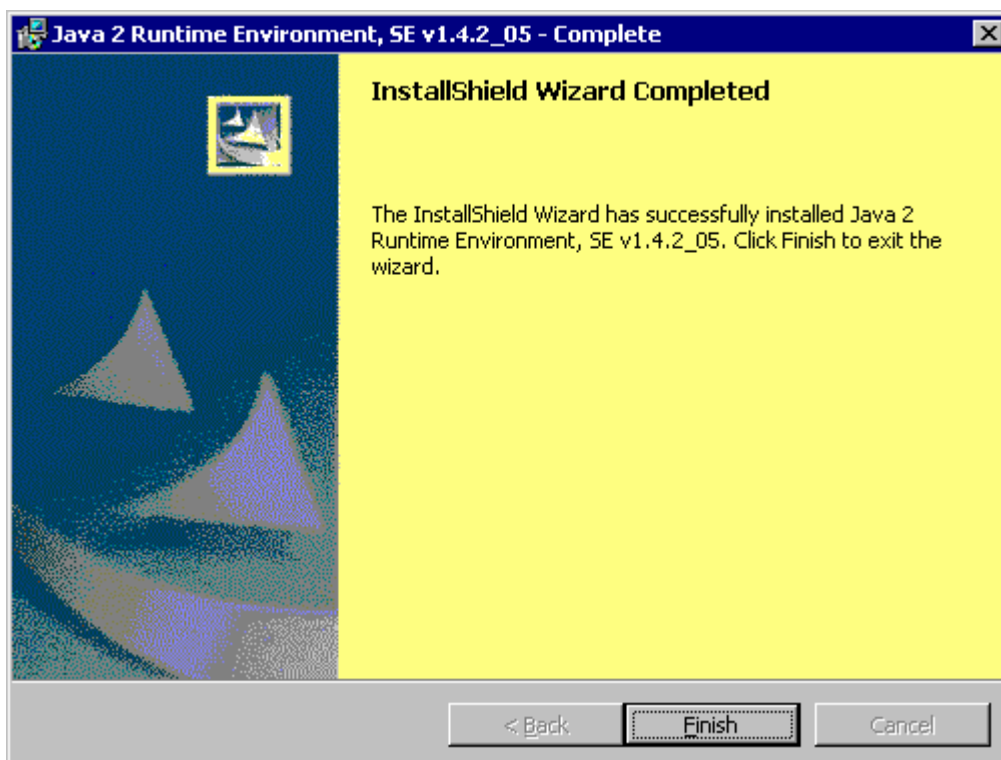 Java 2 Runtime Environment, SE v1.4.2_05 - Complete
InstallShield Wizard Completed
The InstallShield Wizard has successfully installed Java 2
Runtime Environment, SE v1.4.2_05. Click Finish to exit the
wizard.
< Back
Finish
Cancel